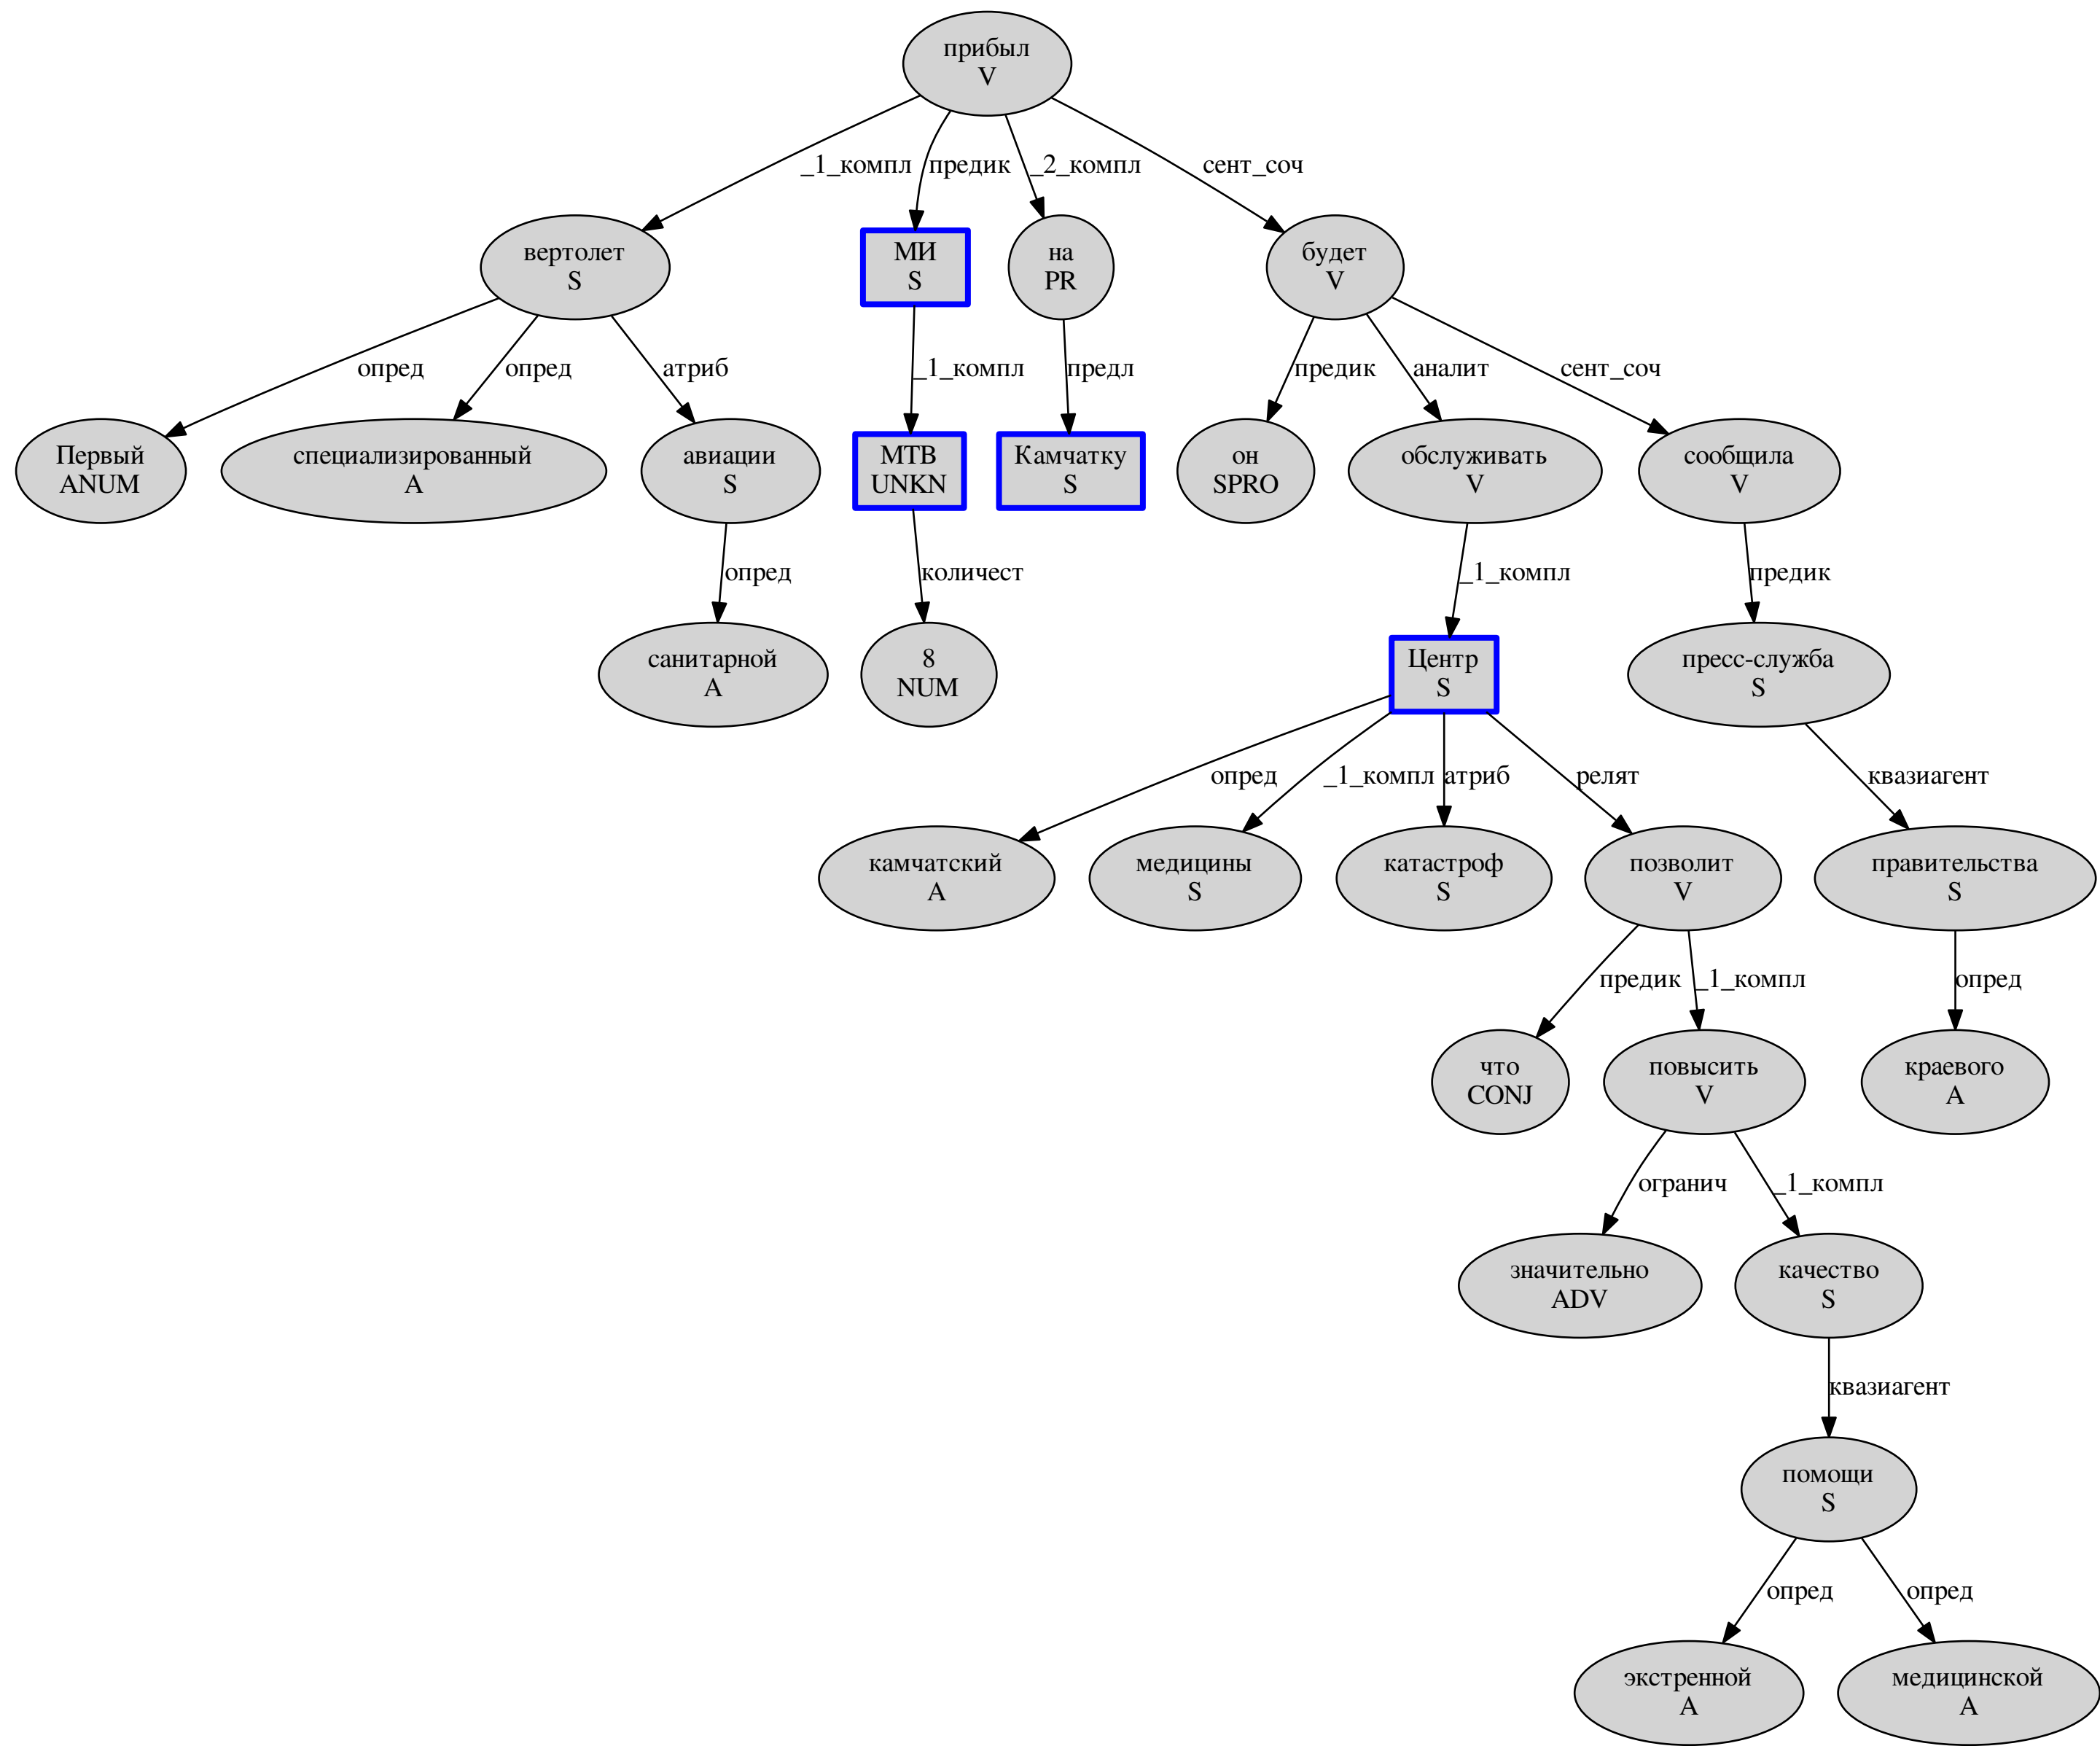 прибыл
V
_1_компл
предик
_2_компл
сент_соч
вертолет
S
МИ
S
на
PR
будет
V
опред
опред
атриб
_1_компл
предл
предик
аналит
сент_соч
Первый
ANUM
специализированный
A
авиации
S
МТВ
UNKN
Камчатку
S
он
SPRO
обслуживать
V
сообщила
V
опред
количест
_1_компл
предик
санитарной
A
8
NUM
Центр
S
пресс-служба
S
опред
_1_компл
атриб
релят
квазиагент
камчатский
A
медицины
S
катастроф
S
позволит
V
правительства
S
предик
_1_компл
опред
что
CONJ
повысить
V
краевого
A
огранич
_1_компл
значительно
ADV
качество
S
квазиагент
помощи
S
опред
опред
экстренной
A
медицинской
A